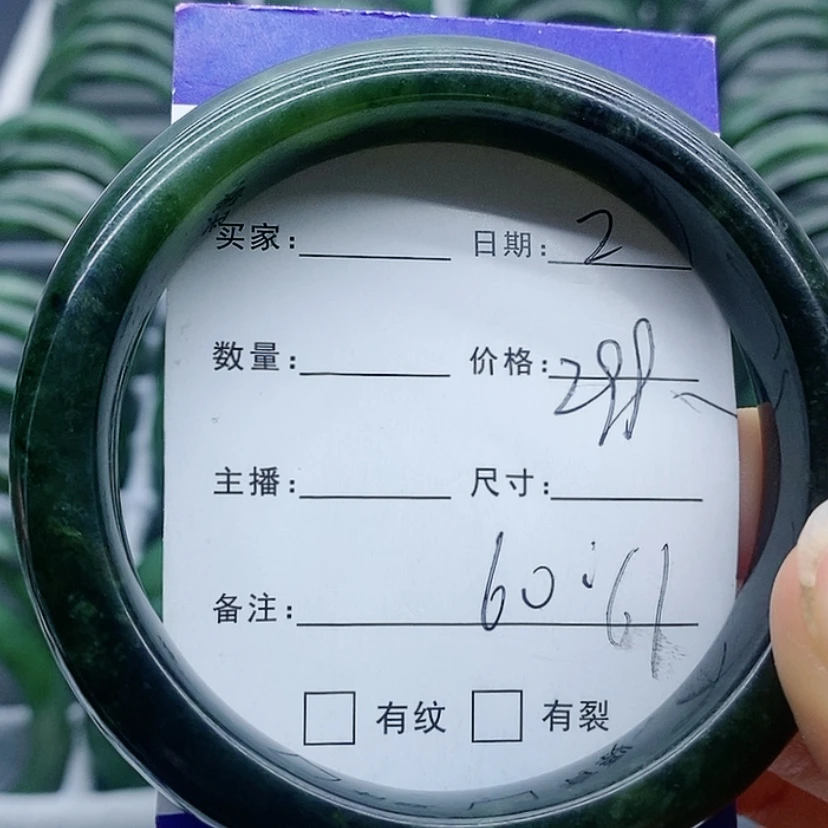 买家: 日期: 2
数量: 价格: 298
主播: 尺寸:
备注: 60:61
有纹 有裂